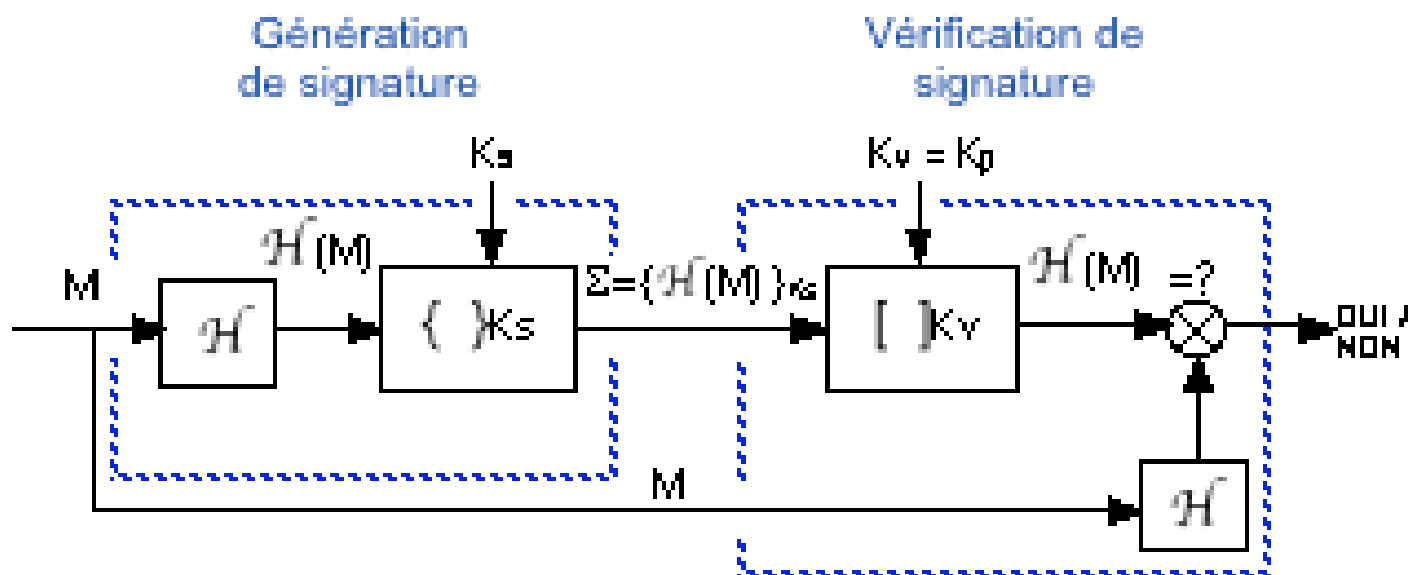 Génération
de signature
Vérification de
signature
Ks
Kv = Kp
M
ℋ(M)
Σ={ℋ(M)}Ks
ℋ(M)
=?
ℋ
{ }Ks
[ ]Kv
OUI /
NON
M
ℋ